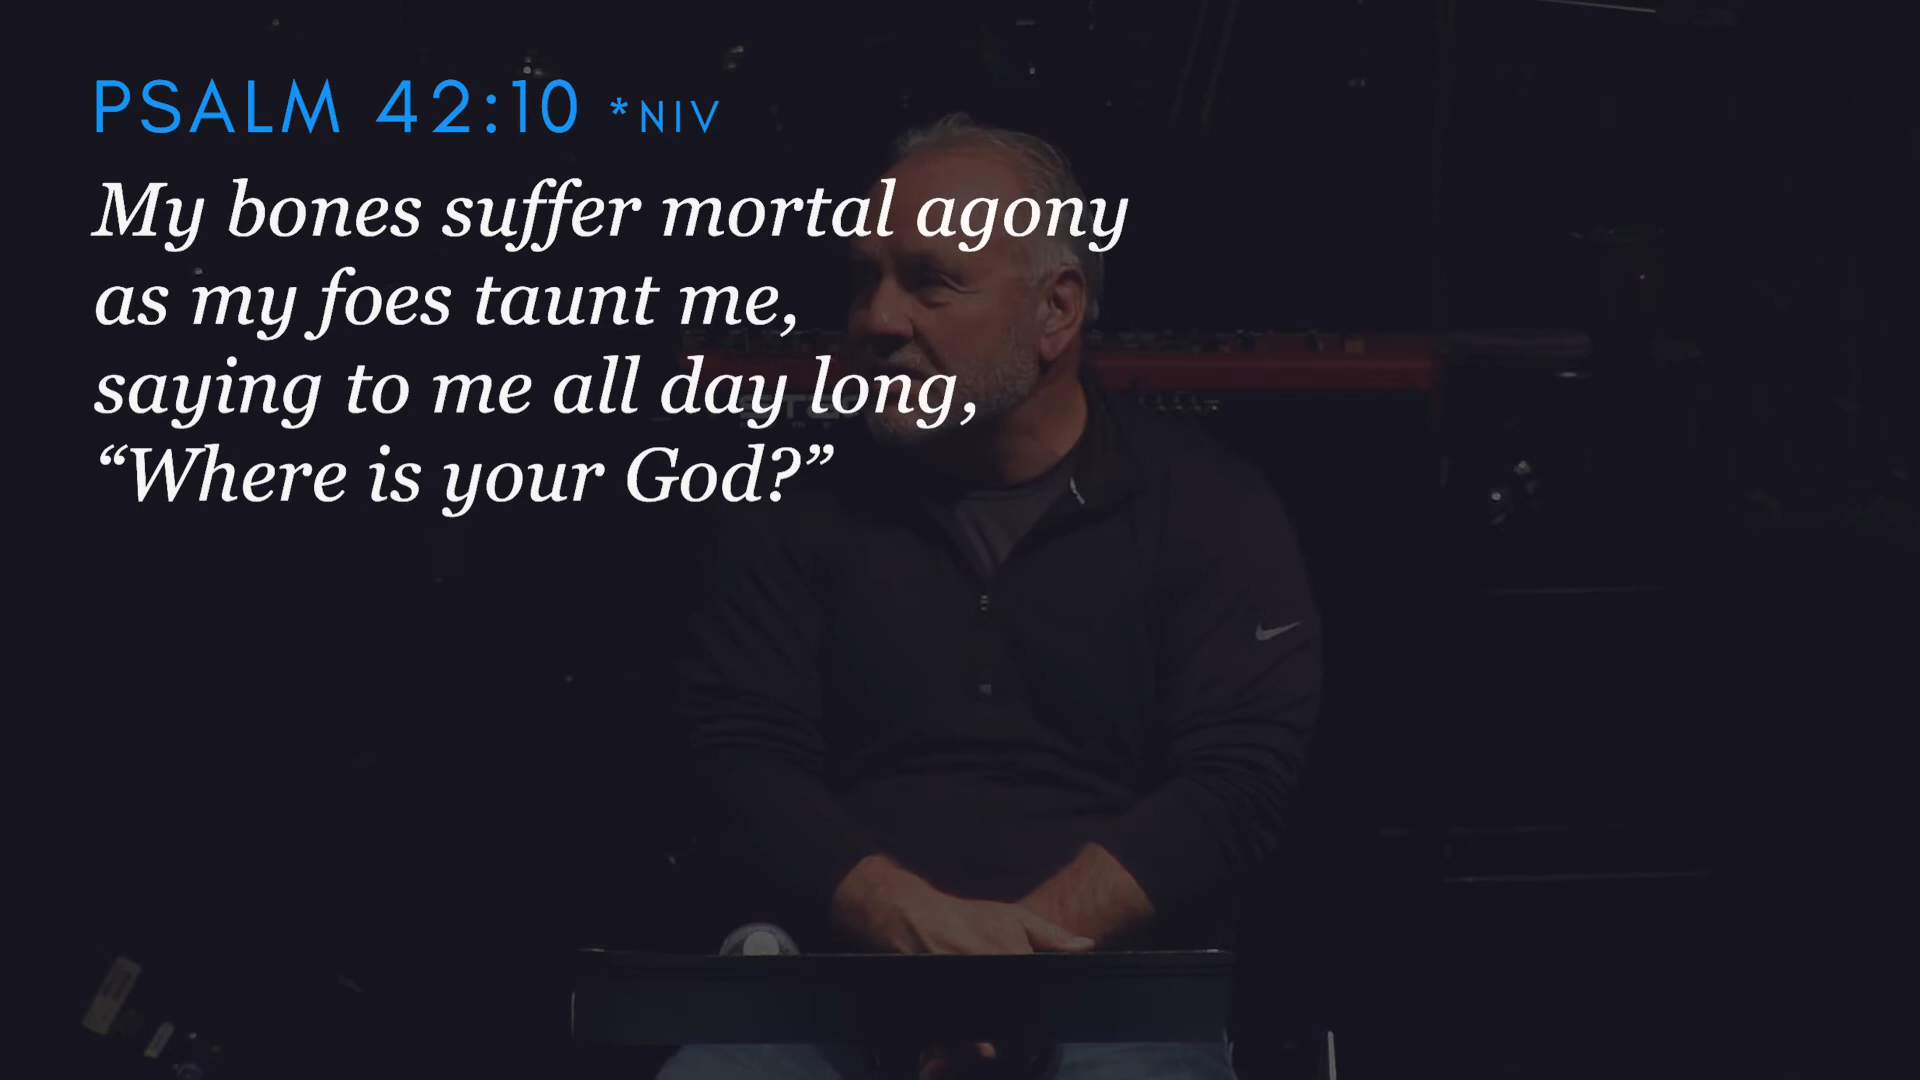 PSALM 42:10 *NIV
My bones suffer mortal agony
as my foes taunt me,
saying to me all day long,
“Where is your God?”